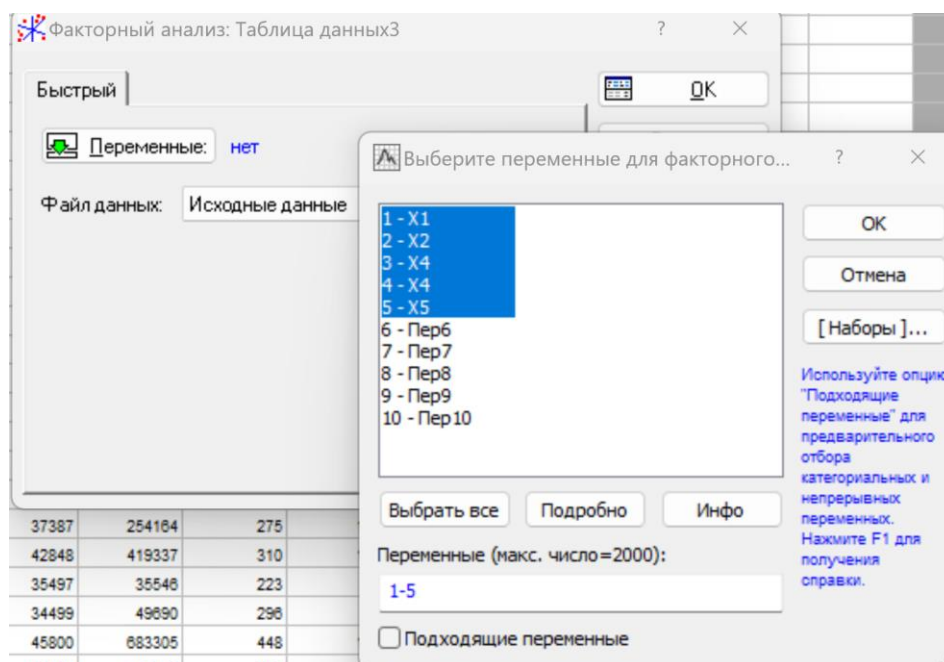 Факторный анализ: Таблица данных3
Быстрый
OK
Переменные: нет
Файл данных: Исходные данные
Выберите переменные для факторного...
1 - X1
2 - X2
3 - X4
4 - X4
5 - X5
6 - Пер6
7 - Пер7
8 - Пер8
9 - Пер9
10 - Пер10
OK
Отмена
[ Наборы ]...
Используйте опцию
"Подходящие
переменные" для
предварительного
отбора
категориальных и
непрерывных
переменных.
Нажмите F1 для
получения
справки.
Выбрать все Подробно Инфо
Переменные (макс. число=2000):
1-5
Подходящие переменные
37387 254164 275
42848 419337 310
35497 35546 223
34499 49690 296
45800 683305 448